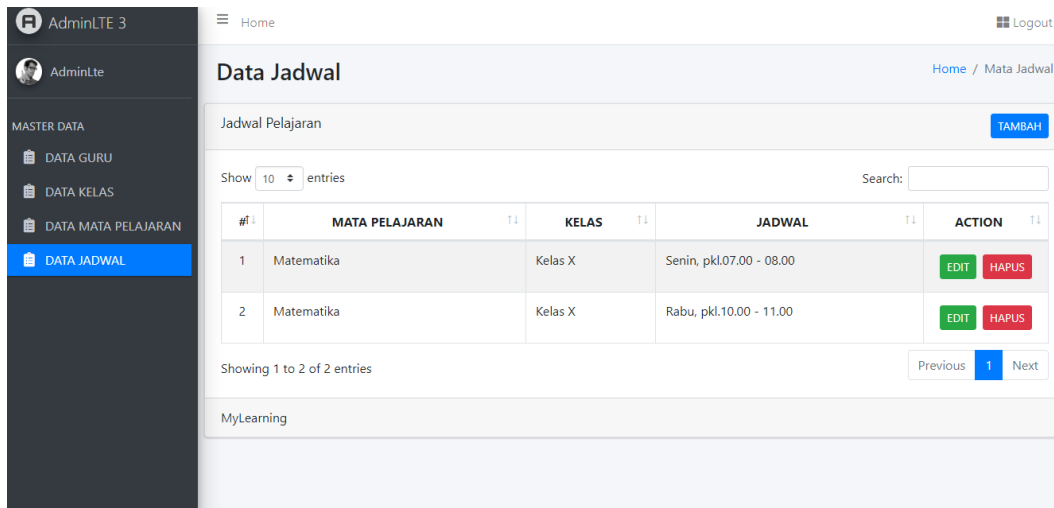 AdminLTE 3
Home
Logout
AdminLte
Data Jadwal
Home / Mata Jadwal
MASTER DATA
DATA GURU
DATA KELAS
DATA MATA PELAJARAN
DATA JADWAL
Jadwal Pelajaran
TAMBAH
Show 10 entries
Search:
# MATA PELAJARAN KELAS JADWAL ACTION
1 Matematika Kelas X Senin, pkl.07.00 - 08.00 EDIT HAPUS
2 Matematika Kelas X Rabu, pkl.10.00 - 11.00 EDIT HAPUS
Showing 1 to 2 of 2 entries
Previous 1 Next
MyLearning